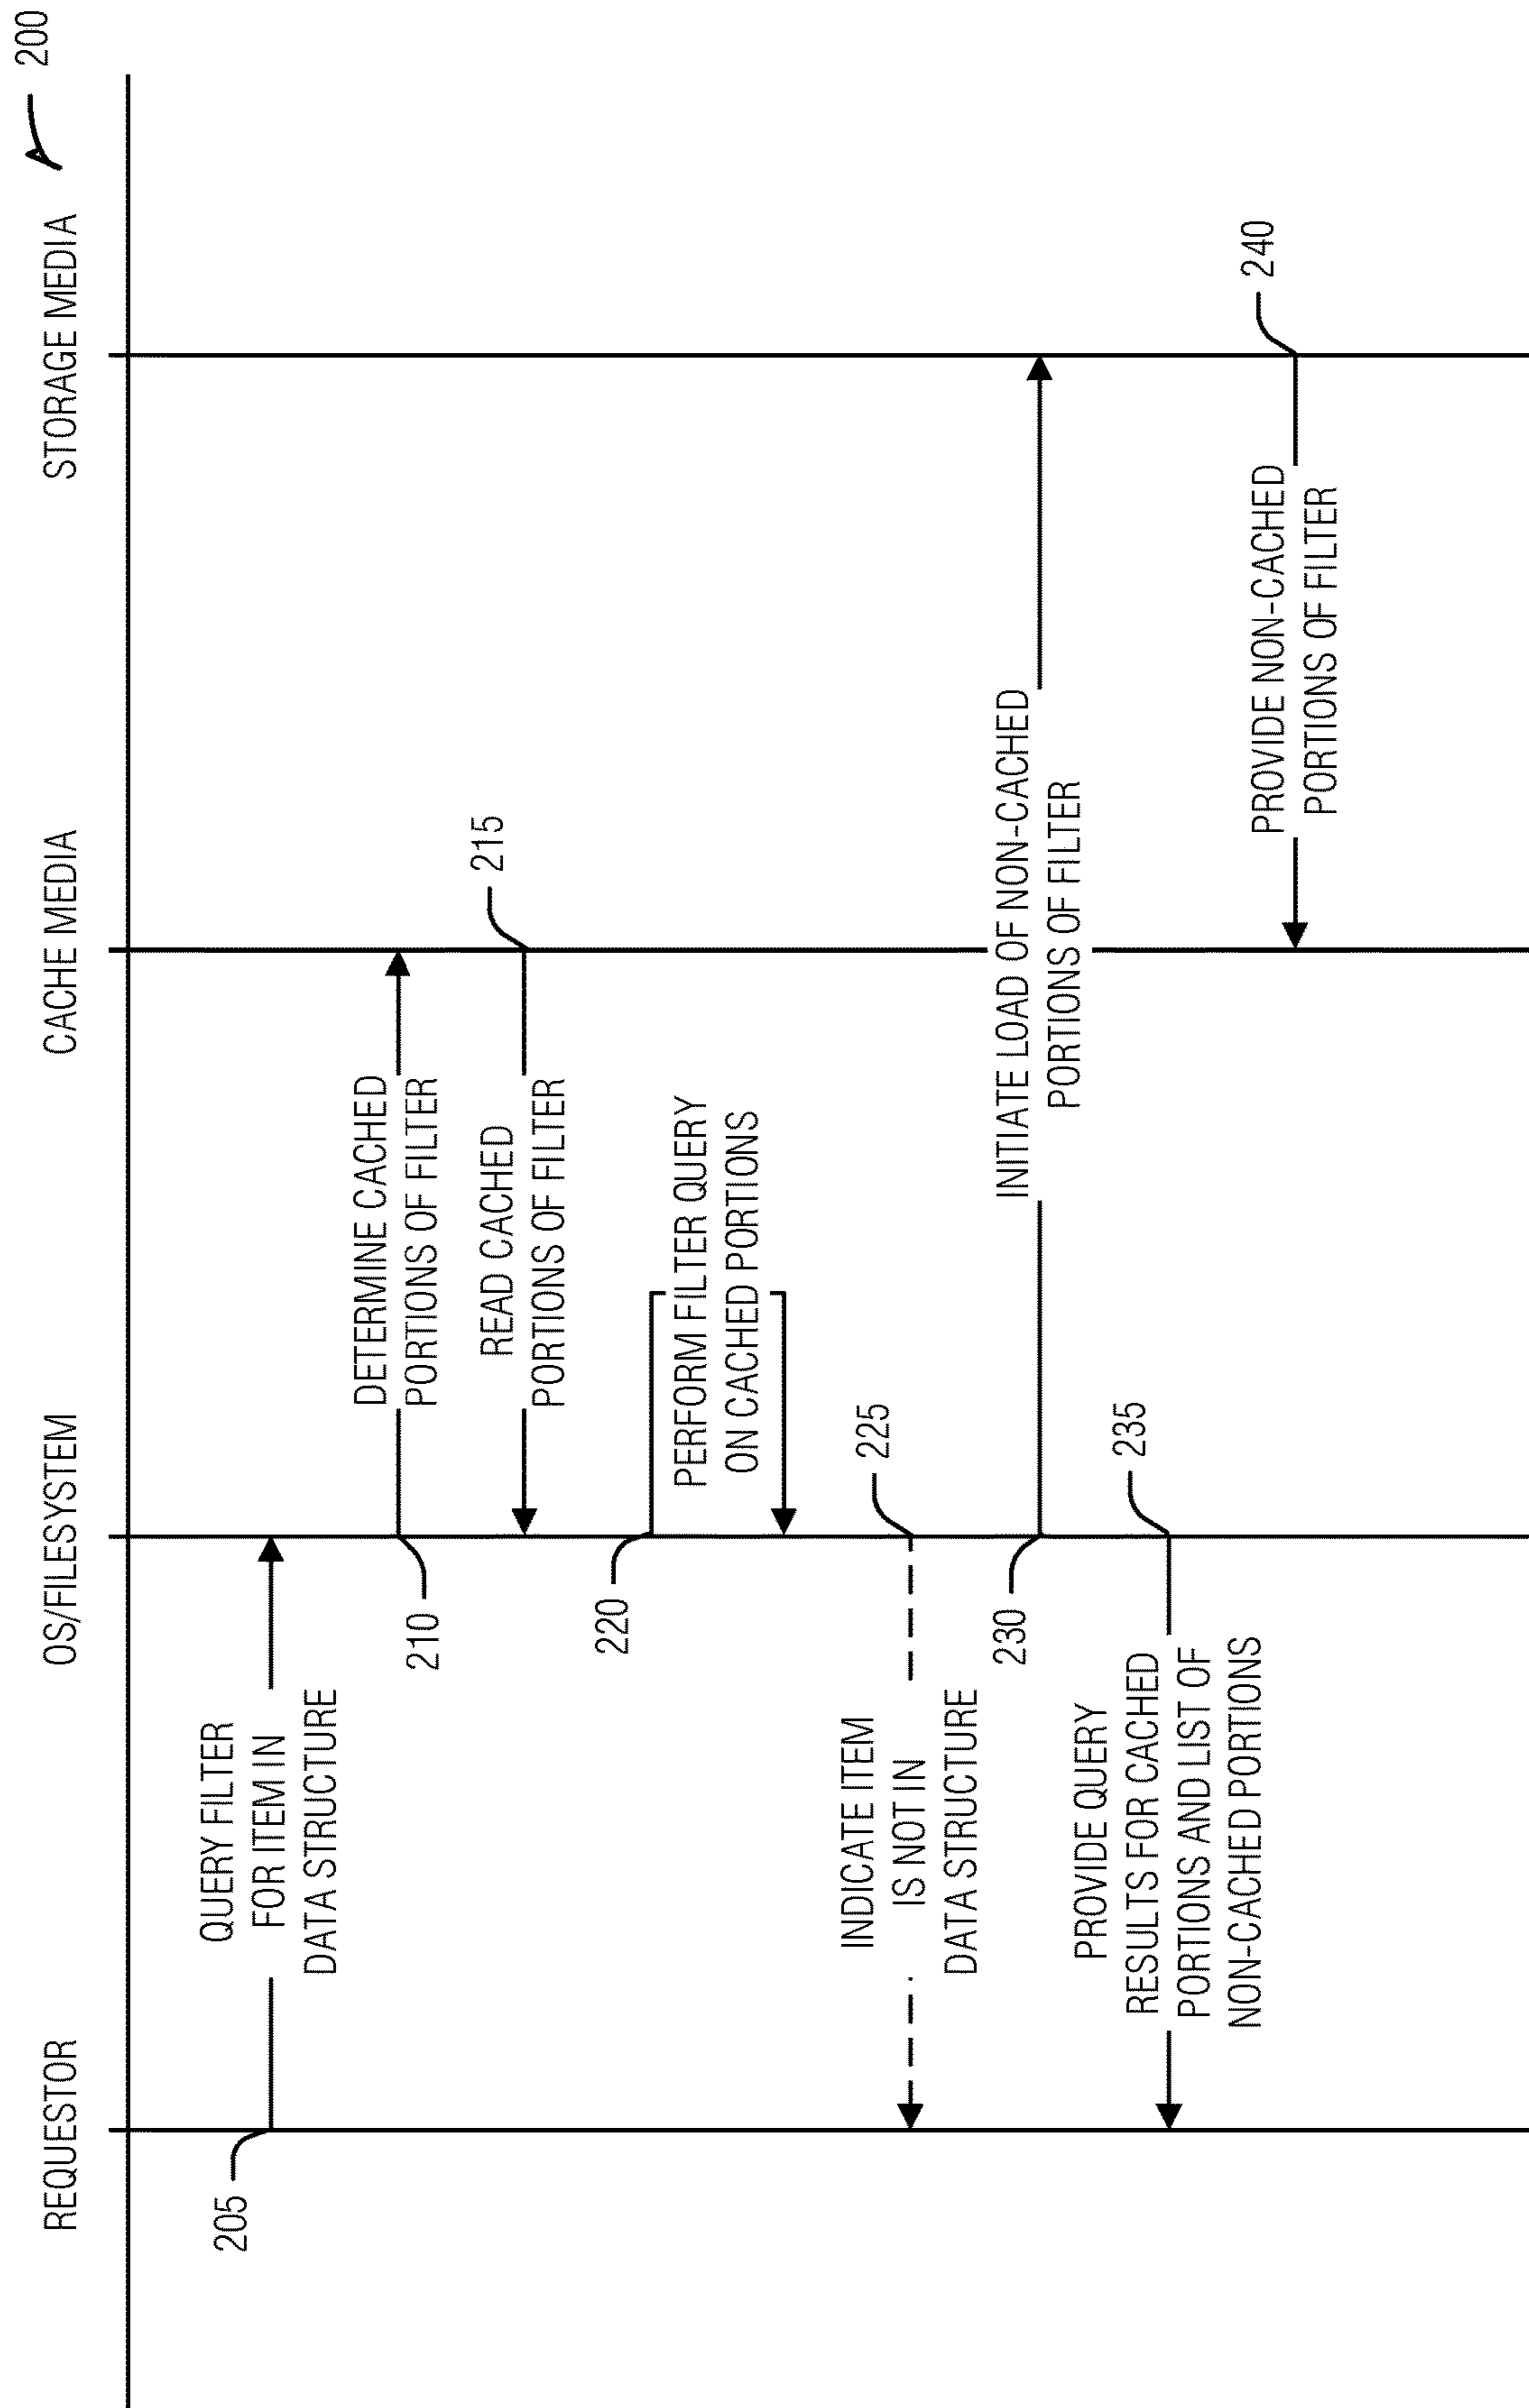 200
REQUESTOR
OS/FILESYSTEM
CACHE MEDIA
STORAGE MEDIA
205
QUERY FILTER
FOR ITEM IN
DATA STRUCTURE
210
DETERMINE CACHED
PORTIONS OF FILTER
215
READ CACHED
PORTIONS OF FILTER
220
PERFORM FILTER QUERY
ON CACHED PORTIONS
225
INDICATE ITEM
IS NOT IN
DATA STRUCTURE
230
INITIATE LOAD OF NON-CACHED
PORTIONS OF FILTER
235
PROVIDE QUERY
RESULTS FOR CACHED
PORTIONS AND LIST OF
NON-CACHED PORTIONS
240
PROVIDE NON-CACHED
PORTIONS OF FILTER